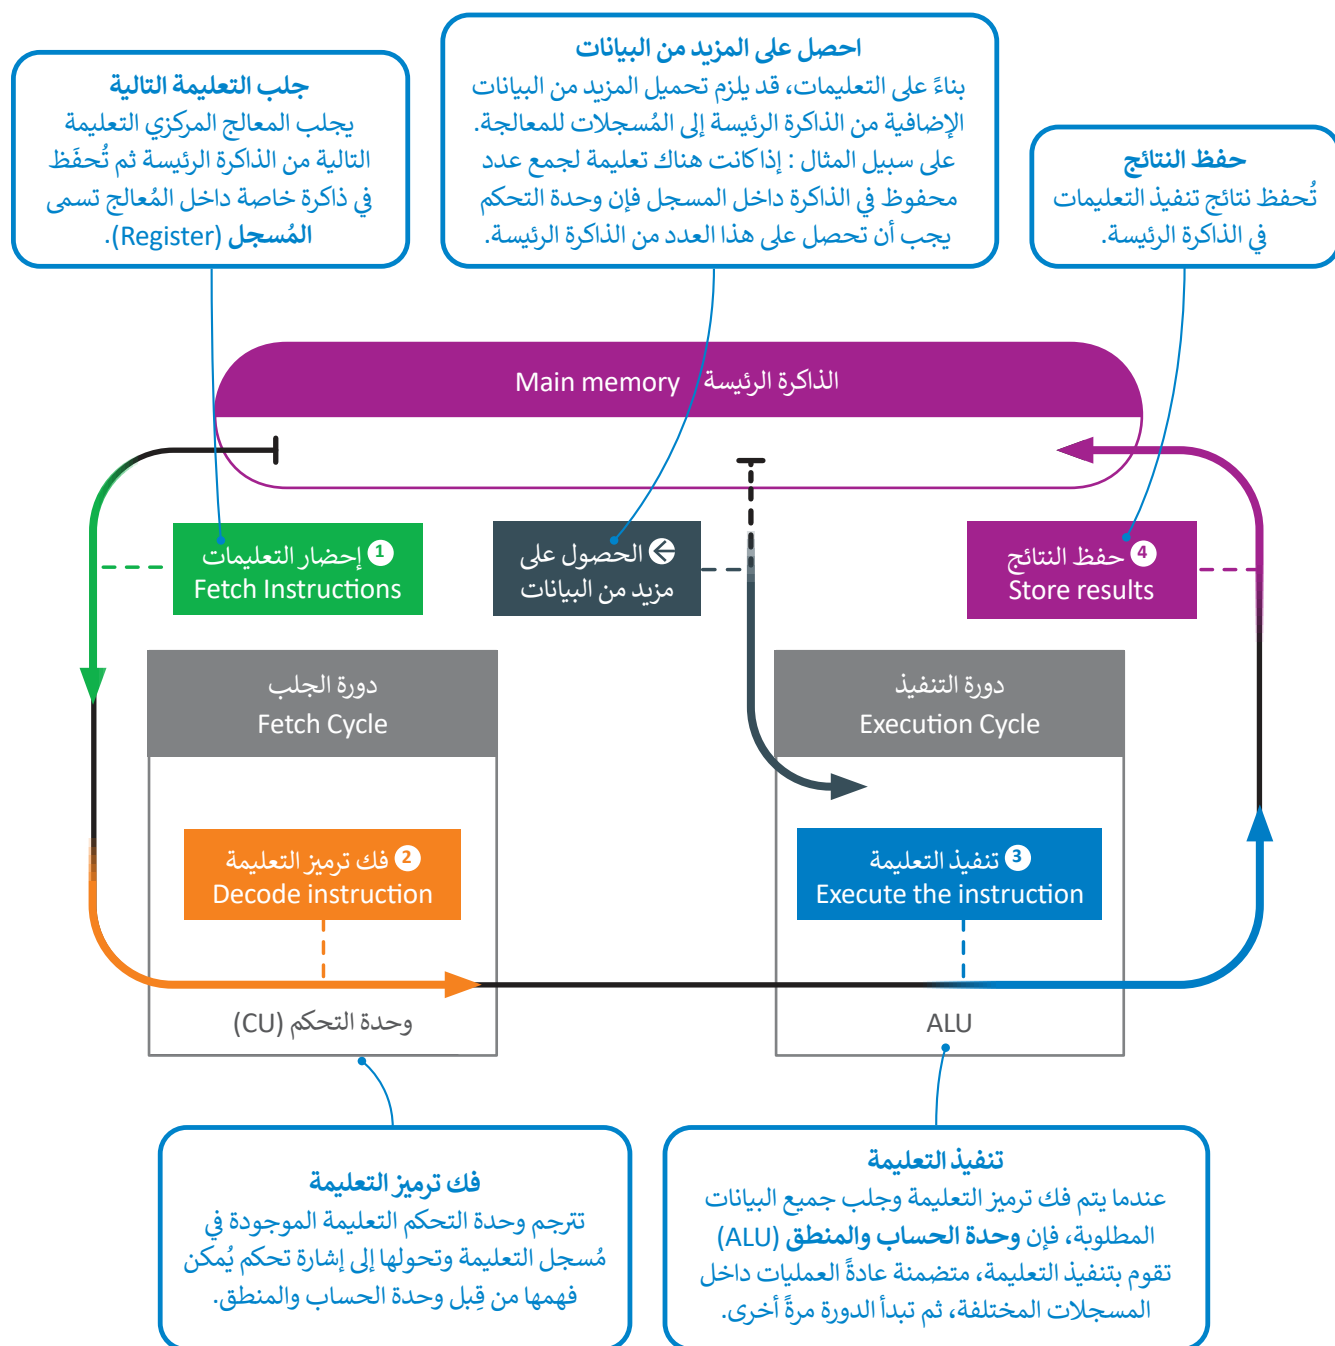 جلب التعليمة التالية
يجلب المعالج المركزي التعليمة
التالية من الذاكرة الرئيسة ثم تُحفَظ
في ذاكرة خاصة داخل المُعالج تسمى
المُسجل (Register).
احصل على المزيد من البيانات
بناءً على التعليمات، قد يلزم تحميل المزيد من البيانات
الإضافية من الذاكرة الرئيسة إلى المُسجلات للمعالجة.
على سبيل المثال : إذا كانت هناك تعليمة لجمع عدد
محفوظ في الذاكرة داخل المسجل فإن وحدة التحكم
يجب أن تحصل على هذا العدد من الذاكرة الرئيسة.
حفظ النتائج
تُحفظ نتائج تنفيذ التعليمات
في الذاكرة الرئيسة.
الذاكرة الرئيسة Main memory
1 إحضار التعليمات
Fetch Instructions
الحصول على
مزيد من البيانات
4 حفظ النتائج
Store results
دورة الجلب
Fetch Cycle
دورة التنفيذ
Execution Cycle
2 فك ترميز التعليمة
Decode instruction
3 تنفيذ التعليمة
Execute the instruction
وحدة التحكم (CU)
ALU
فك ترميز التعليمة
تترجم وحدة التحكم التعليمة الموجودة في
مُسجل التعليمة وتحولها إلى إشارة تحكم يُمكن
فهمها من قِبل وحدة الحساب والمنطق.
تنفيذ التعليمة
عندما يتم فك ترميز التعليمة وجلب جميع البيانات
المطلوبة، فإن وحدة الحساب والمنطق (ALU)
تقوم بتنفيذ التعليمة، متضمنة عادةً العمليات داخل
المسجلات المختلفة، ثم تبدأ الدورة مرةً أخرى.